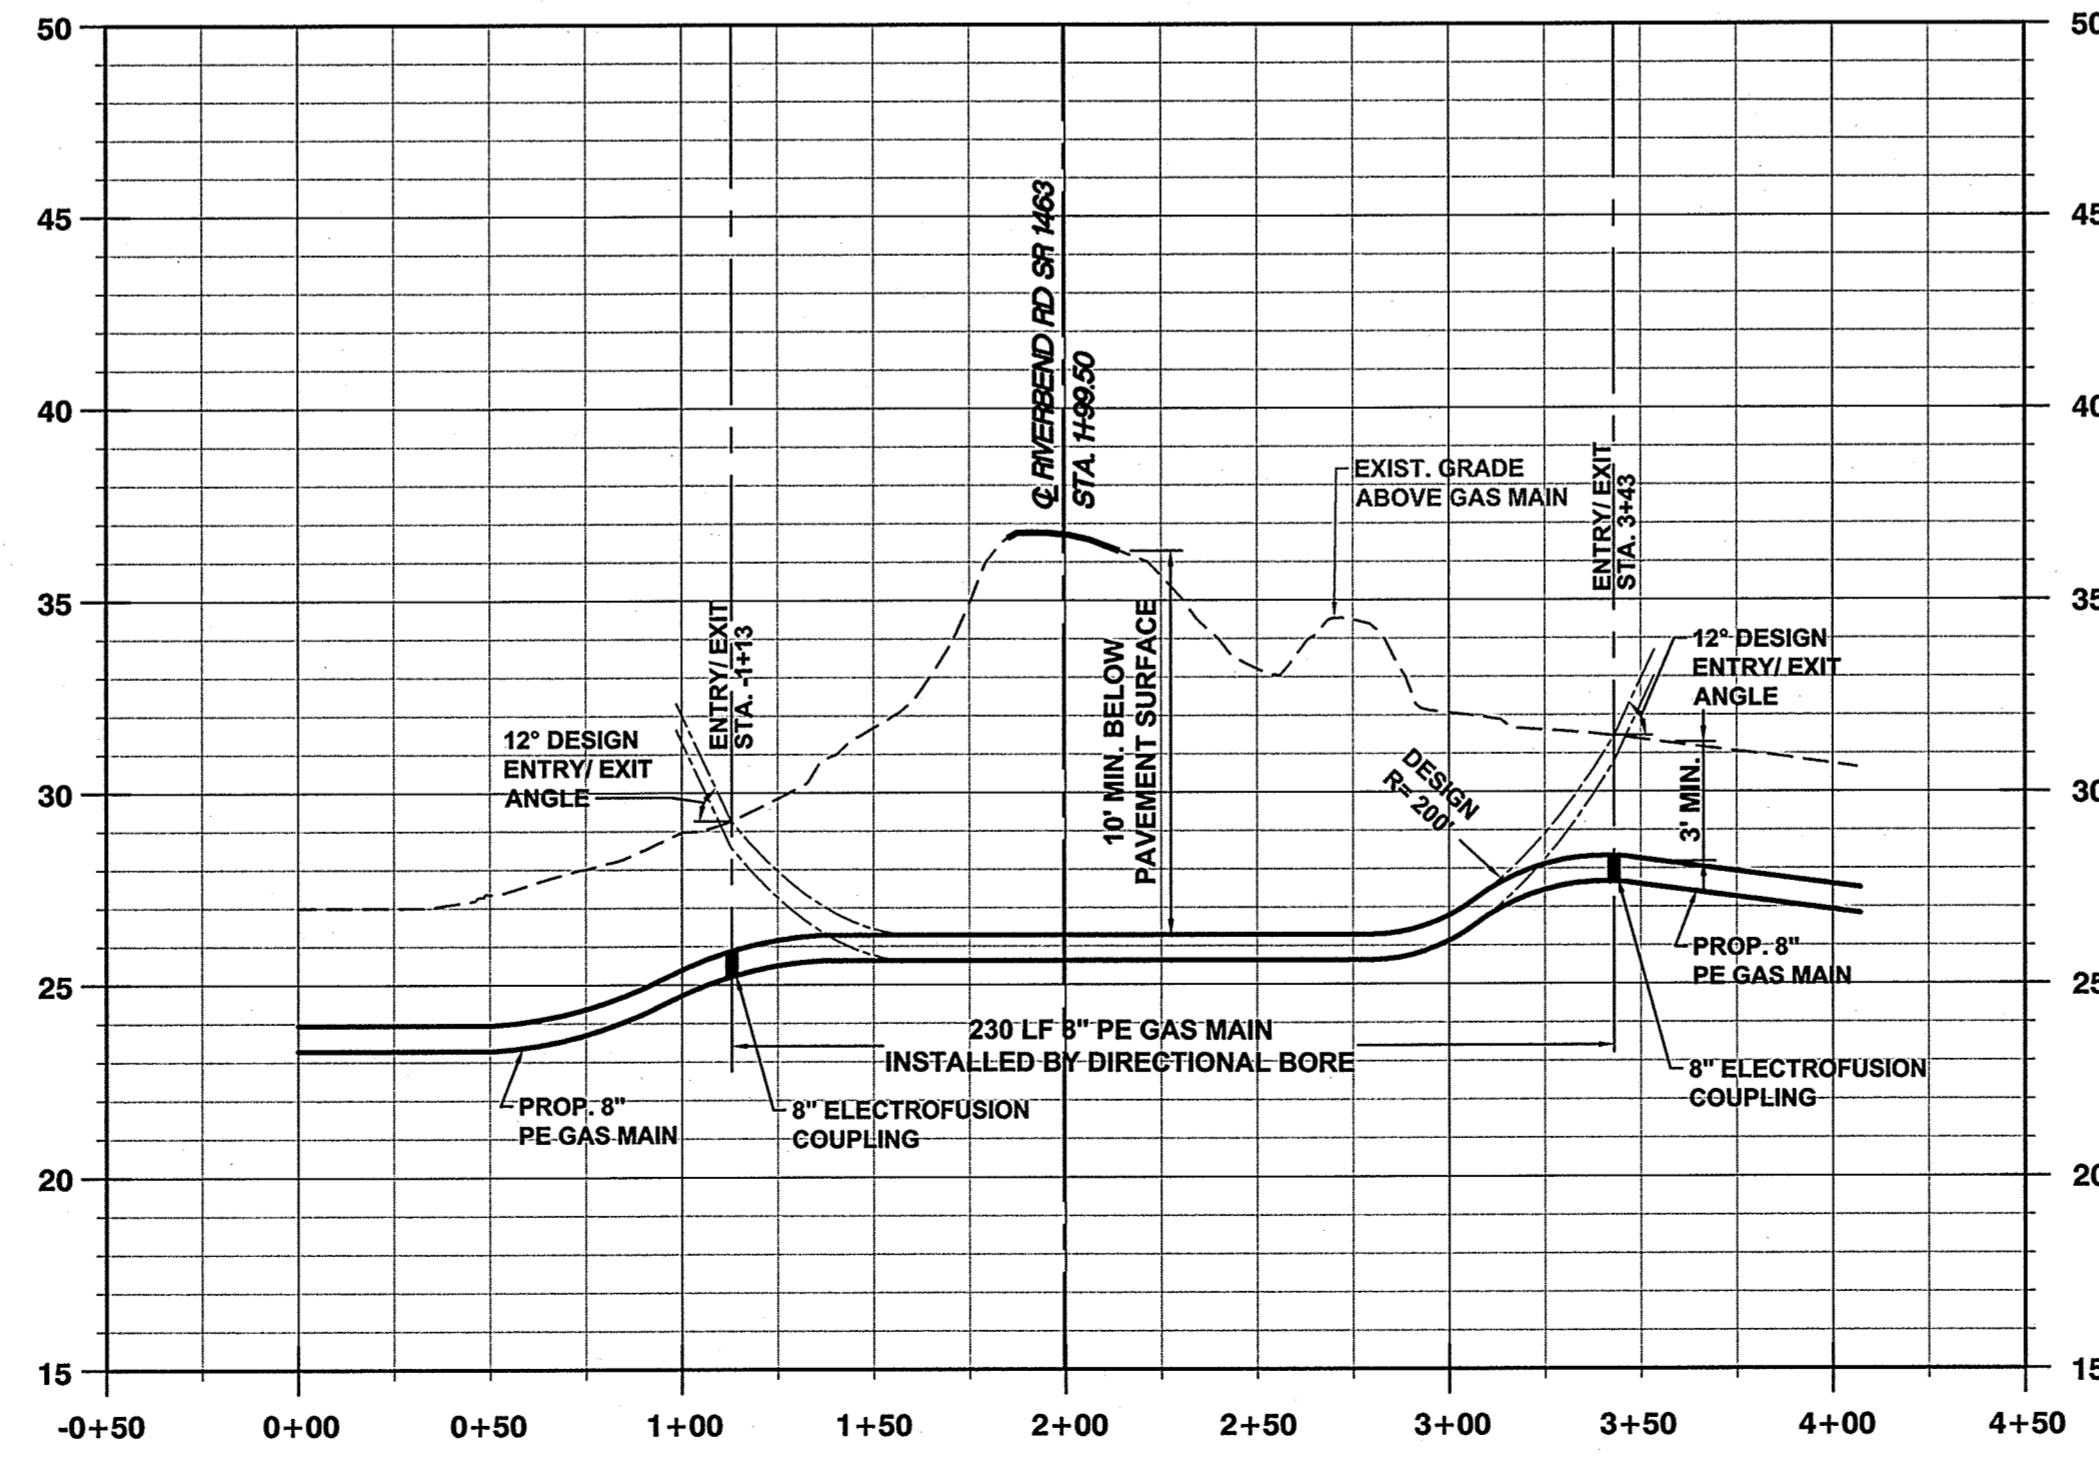 50
45
40
35
30
25
20
15
50
45
40
35
30
25
20
15
℄ RIVERBEND RD SR 1463
STA. 1+99.50
EXIST. GRADE
ABOVE GAS MAIN
ENTRY/ EXIT
STA. 3+43
ENTRY/ EXIT
STA. -1+13
12° DESIGN
ENTRY/ EXIT
ANGLE
12° DESIGN
ENTRY/ EXIT
ANGLE
10' MIN. BELOW
PAVEMENT SURFACE
DESIGN
R= 200'
3' MIN.
PROP. 8"
PE GAS MAIN
230 LF 8" PE GAS MAIN
INSTALLED BY DIRECTIONAL BORE
8" ELECTROFUSION
COUPLING
PROP. 8"
PE GAS MAIN
8" ELECTROFUSION
COUPLING
-0+50 0+00 0+50 1+00 1+50 2+00 2+50 3+00 3+50 4+00 4+50